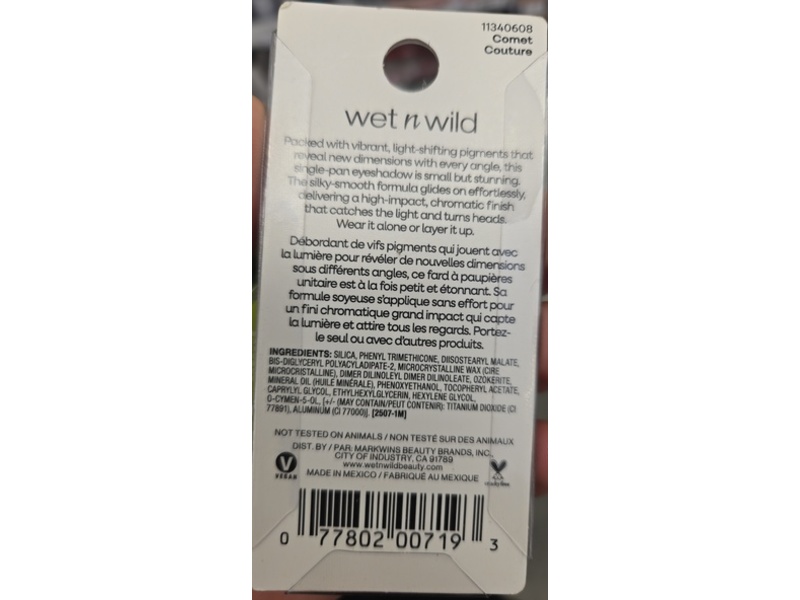 11340608
Comet
Couture
wet n wild
Packed with vibrant, light-shifting pigments that
reveal new dimensions with every angle, this
single-pan eyeshadow is small but stunning.
The silky-smooth formula glides on effortlessly,
delivering a high-impact, chromatic finish
that catches the light and turns heads.
Wear it alone or layer it up.
Débordant de vifs pigments qui jouent avec
la lumière pour révéler de nouvelles dimensions
sous différents angles, ce fard à paupières
unitaire est à la fois petit et étonnant. Sa
formule soyeuse s'applique sans effort pour
un fini chromatique grand impact qui capte
la lumière et attire tous les regards. Portez-
le seul ou avec d'autres produits.
INGREDIENTS: SILICA, PHENYL TRIMETHICONE, DIISOSTEARYL MALATE,
BIS-DIGLYCERYL POLYACYLADIPATE-2, MICROCRYSTALLINE WAX (CIRE
MICROCRISTALLINE), DIMER DILINOLEYL DIMER DILINOLEATE, OZOKERITE,
MINERAL OIL (HUILE MINÉRALE), PHENOXYETHANOL, TOCOPHERYL ACETATE,
CAPRYLYL GLYCOL, ETHYLHEXYLGLYCERIN, HEXYLENE GLYCOL,
O-CYMEN-5-OL, [+/- (MAY CONTAIN/PEUT CONTENIR): TITANIUM DIOXIDE (CI
77891), ALUMINUM (CI 77000)]. [2507-1M]
NOT TESTED ON ANIMALS / NON TESTÉ SUR DES ANIMAUX
DIST. BY / PAR: MARKWINS BEAUTY BRANDS, INC.
CITY OF INDUSTRY, CA 91789
www.wetnwildbeauty.com
MADE IN MEXICO / FABRIQUÉ AU MEXIQUE
V
VEGAN
0 77802 00719 3